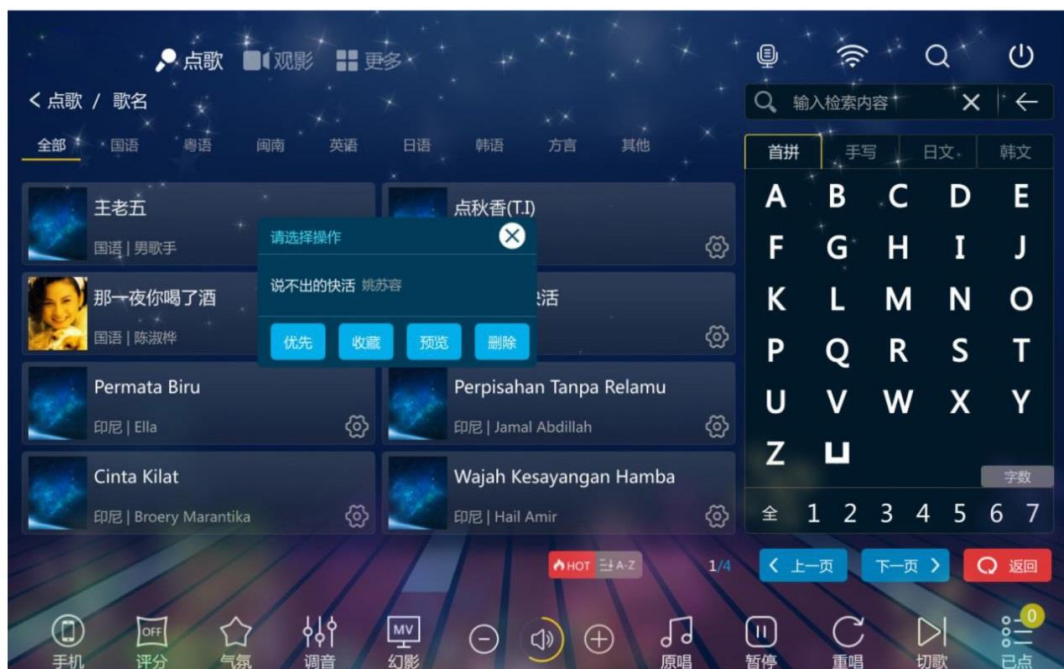 点歌 观影 更多
点歌 / 歌名
输入检索内容
全部 国语 粤语 闽南 英语 日语 韩语 方言 其他
首拼 手写 日文 韩文
主老五
国语 | 男歌手
点秋香(T.I)
请选择操作
说不出的快活 姚苏容
优先 收藏 预览 删除
那一夜你喝了酒
国语 | 陈淑桦
活
Permata Biru
印尼 | Ella
Perpisahan Tanpa Relamu
印尼 | Jamal Abdillah
Cinta Kilat
印尼 | Broery Marantika
Wajah Kesayangan Hamba
印尼 | Hail Amir
A B C D E
F G H I J
K L M N O
P Q R S T
U V W X Y
Z
字数
全 1 2 3 4 5 6 7
HOT A-Z
1/4
上一页 下一页 返回
OFF MV 0
手机 评分 气氛 调音 幻影 原唱 暂停 重唱 切歌 已点